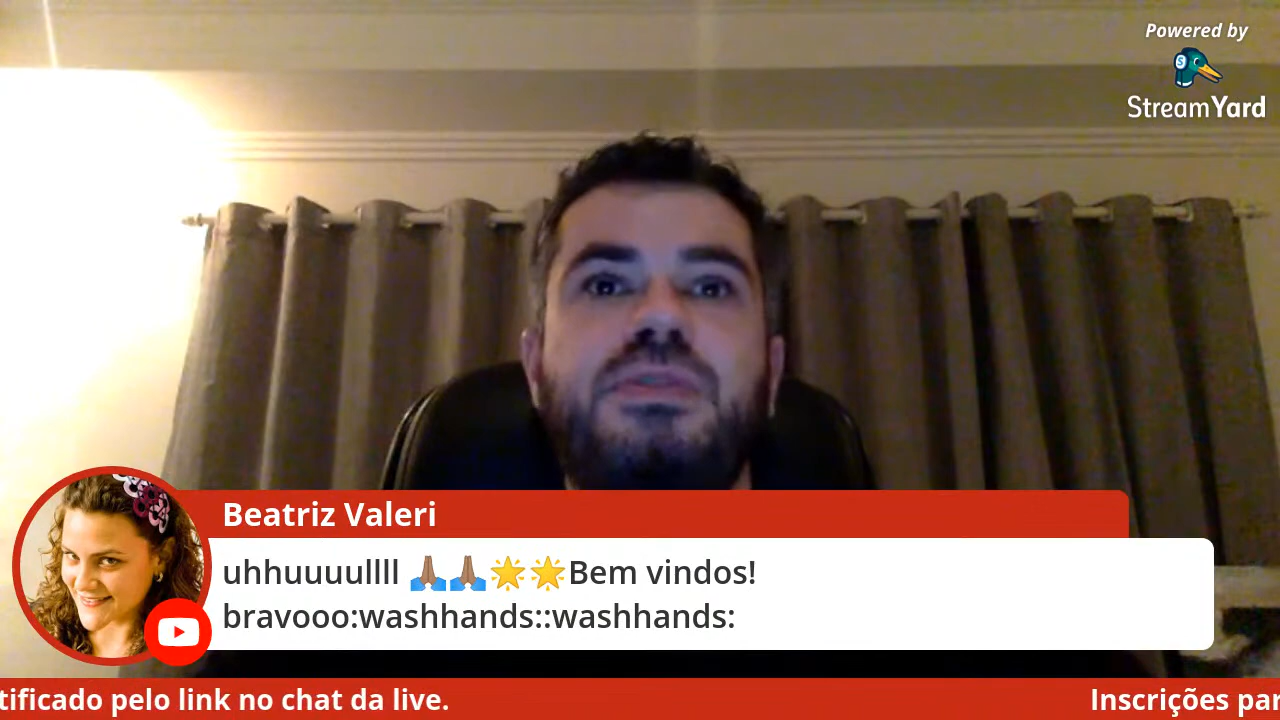 Powered by
StreamYard
Beatriz Valeri
uhhuuuullll 🙏🏽🙏🏽🌟🌟Bem vindos!
bravooo:washhands::washhands:
tificado pelo link no chat da live.
Inscrições par